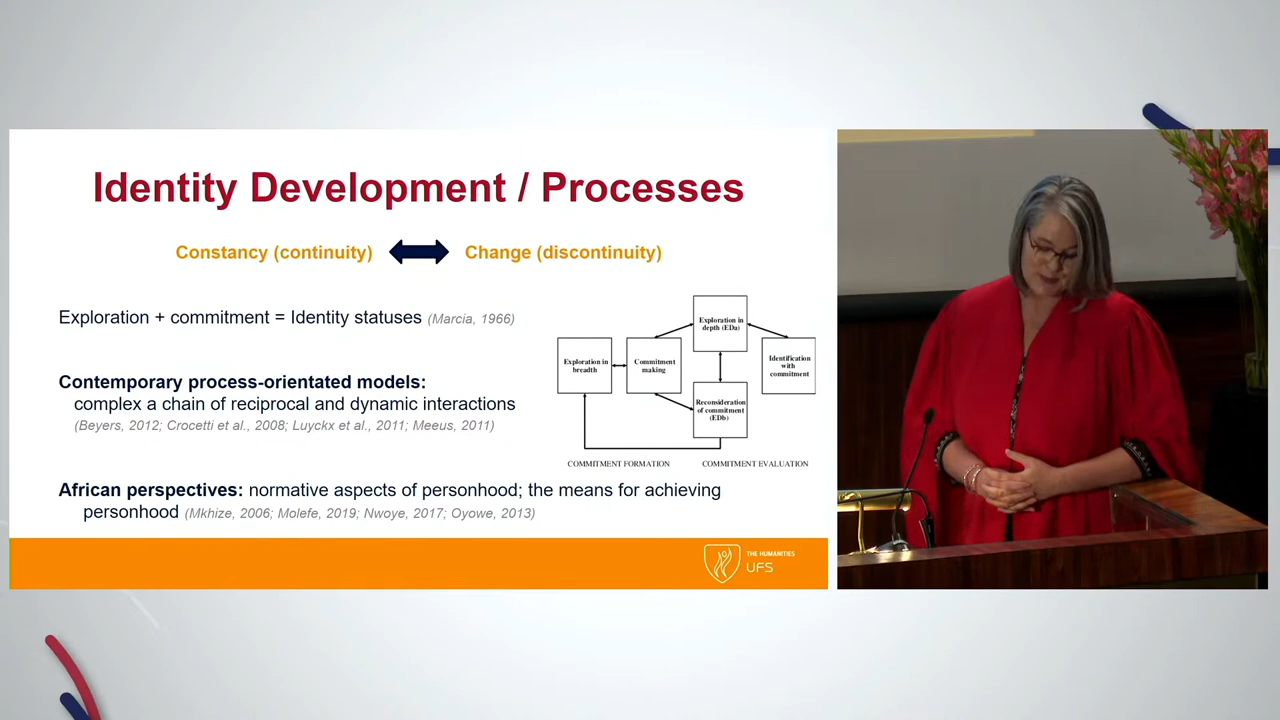 Identity Development / Processes
Constancy (continuity)
Change (discontinuity)
Exploration + commitment = Identity statuses (Marcia, 1966)
Contemporary process-orientated models:
complex a chain of reciprocal and dynamic interactions
(Beyers, 2012; Crocetti et al., 2008; Luyckx et al., 2011; Meeus, 2011)
Exploration in
breadth
Commitment
making
Exploration in
depth (EDa)
Reconsideration
of commitment
(EDb)
Identification
with
commitment
COMMITMENT FORMATION
COMMITMENT EVALUATION
African perspectives: normative aspects of personhood; the means for achieving
personhood (Mkhize, 2006; Molefe, 2019; Nwoye, 2017; Oyowe, 2013)
THE HUMANITIES
UFS